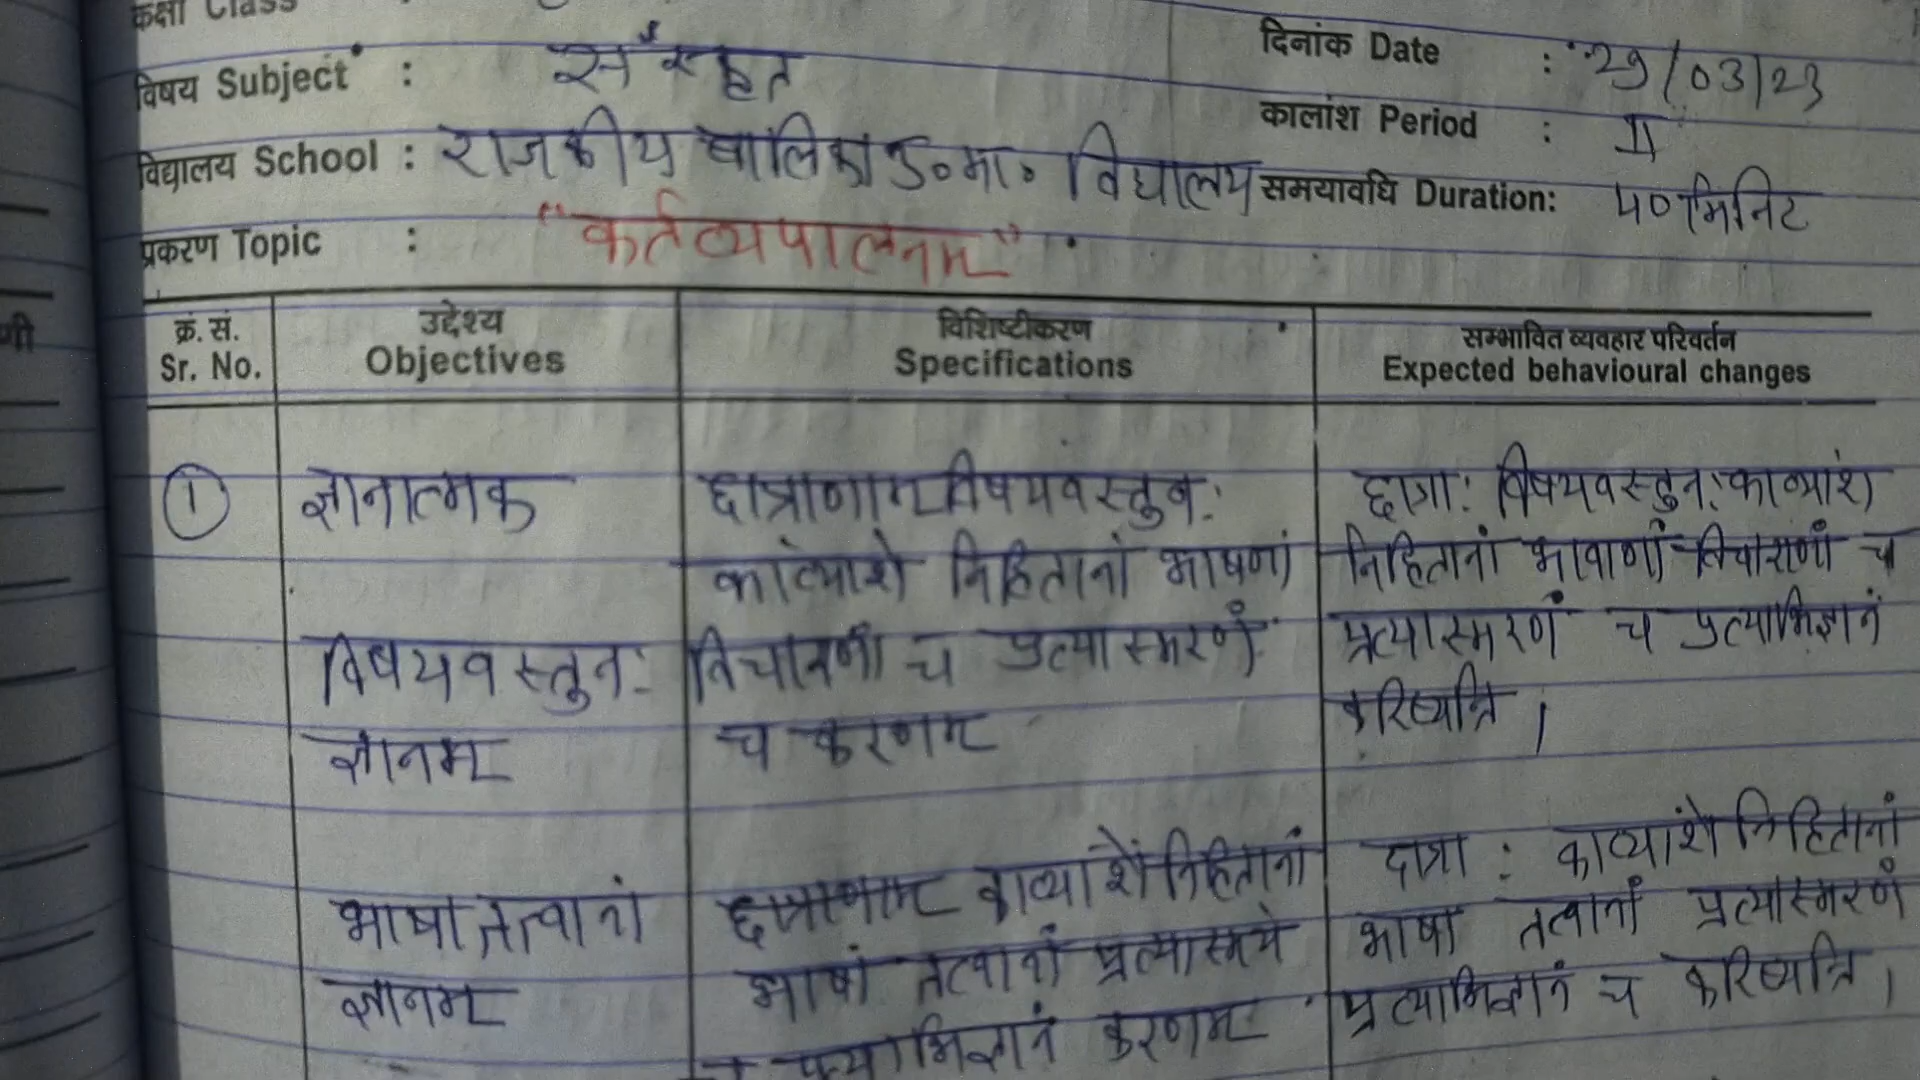 कक्षा Class
विषय Subject : संस्कृत
दिनांक Date : 29/03/23
कालांश Period : II
विद्यालय School : राजकीय बालिका उ०मा० विद्यालय
समयावधि Duration: 40 मिनिट
प्रकरण Topic : "कर्तव्यपालनम्"
क्रं. सं. उद्देश्य विशिष्टीकरण सम्भावित व्यवहार परिवर्तन
Sr. No. Objectives Specifications Expected behavioural changes
1 ज्ञानात्मक छात्राणाम् विषयवस्तुन: छात्रा: विषयवस्तुन: काव्यांश
काव्यांशे निहितानां भाषणां निहितानां भावाणां विचाराणां च
विषयवस्तुन: विचारणां च प्रत्यास्मरणं प्रत्यास्मरणं च प्रत्याभिज्ञानं
ज्ञानम् च करणम् करिष्यन्ति ।
भाषा तत्वानां छात्राणाम् काव्यांशे निहितानां छात्रा : काव्यांशे निहितानां
ज्ञानम् भाषां तत्वानां भाषा तत्वानां प्रत्यास्मरणं
प्रत्याभिज्ञानं करणम् प्रत्याभिज्ञानं च करिष्यन्ति ।